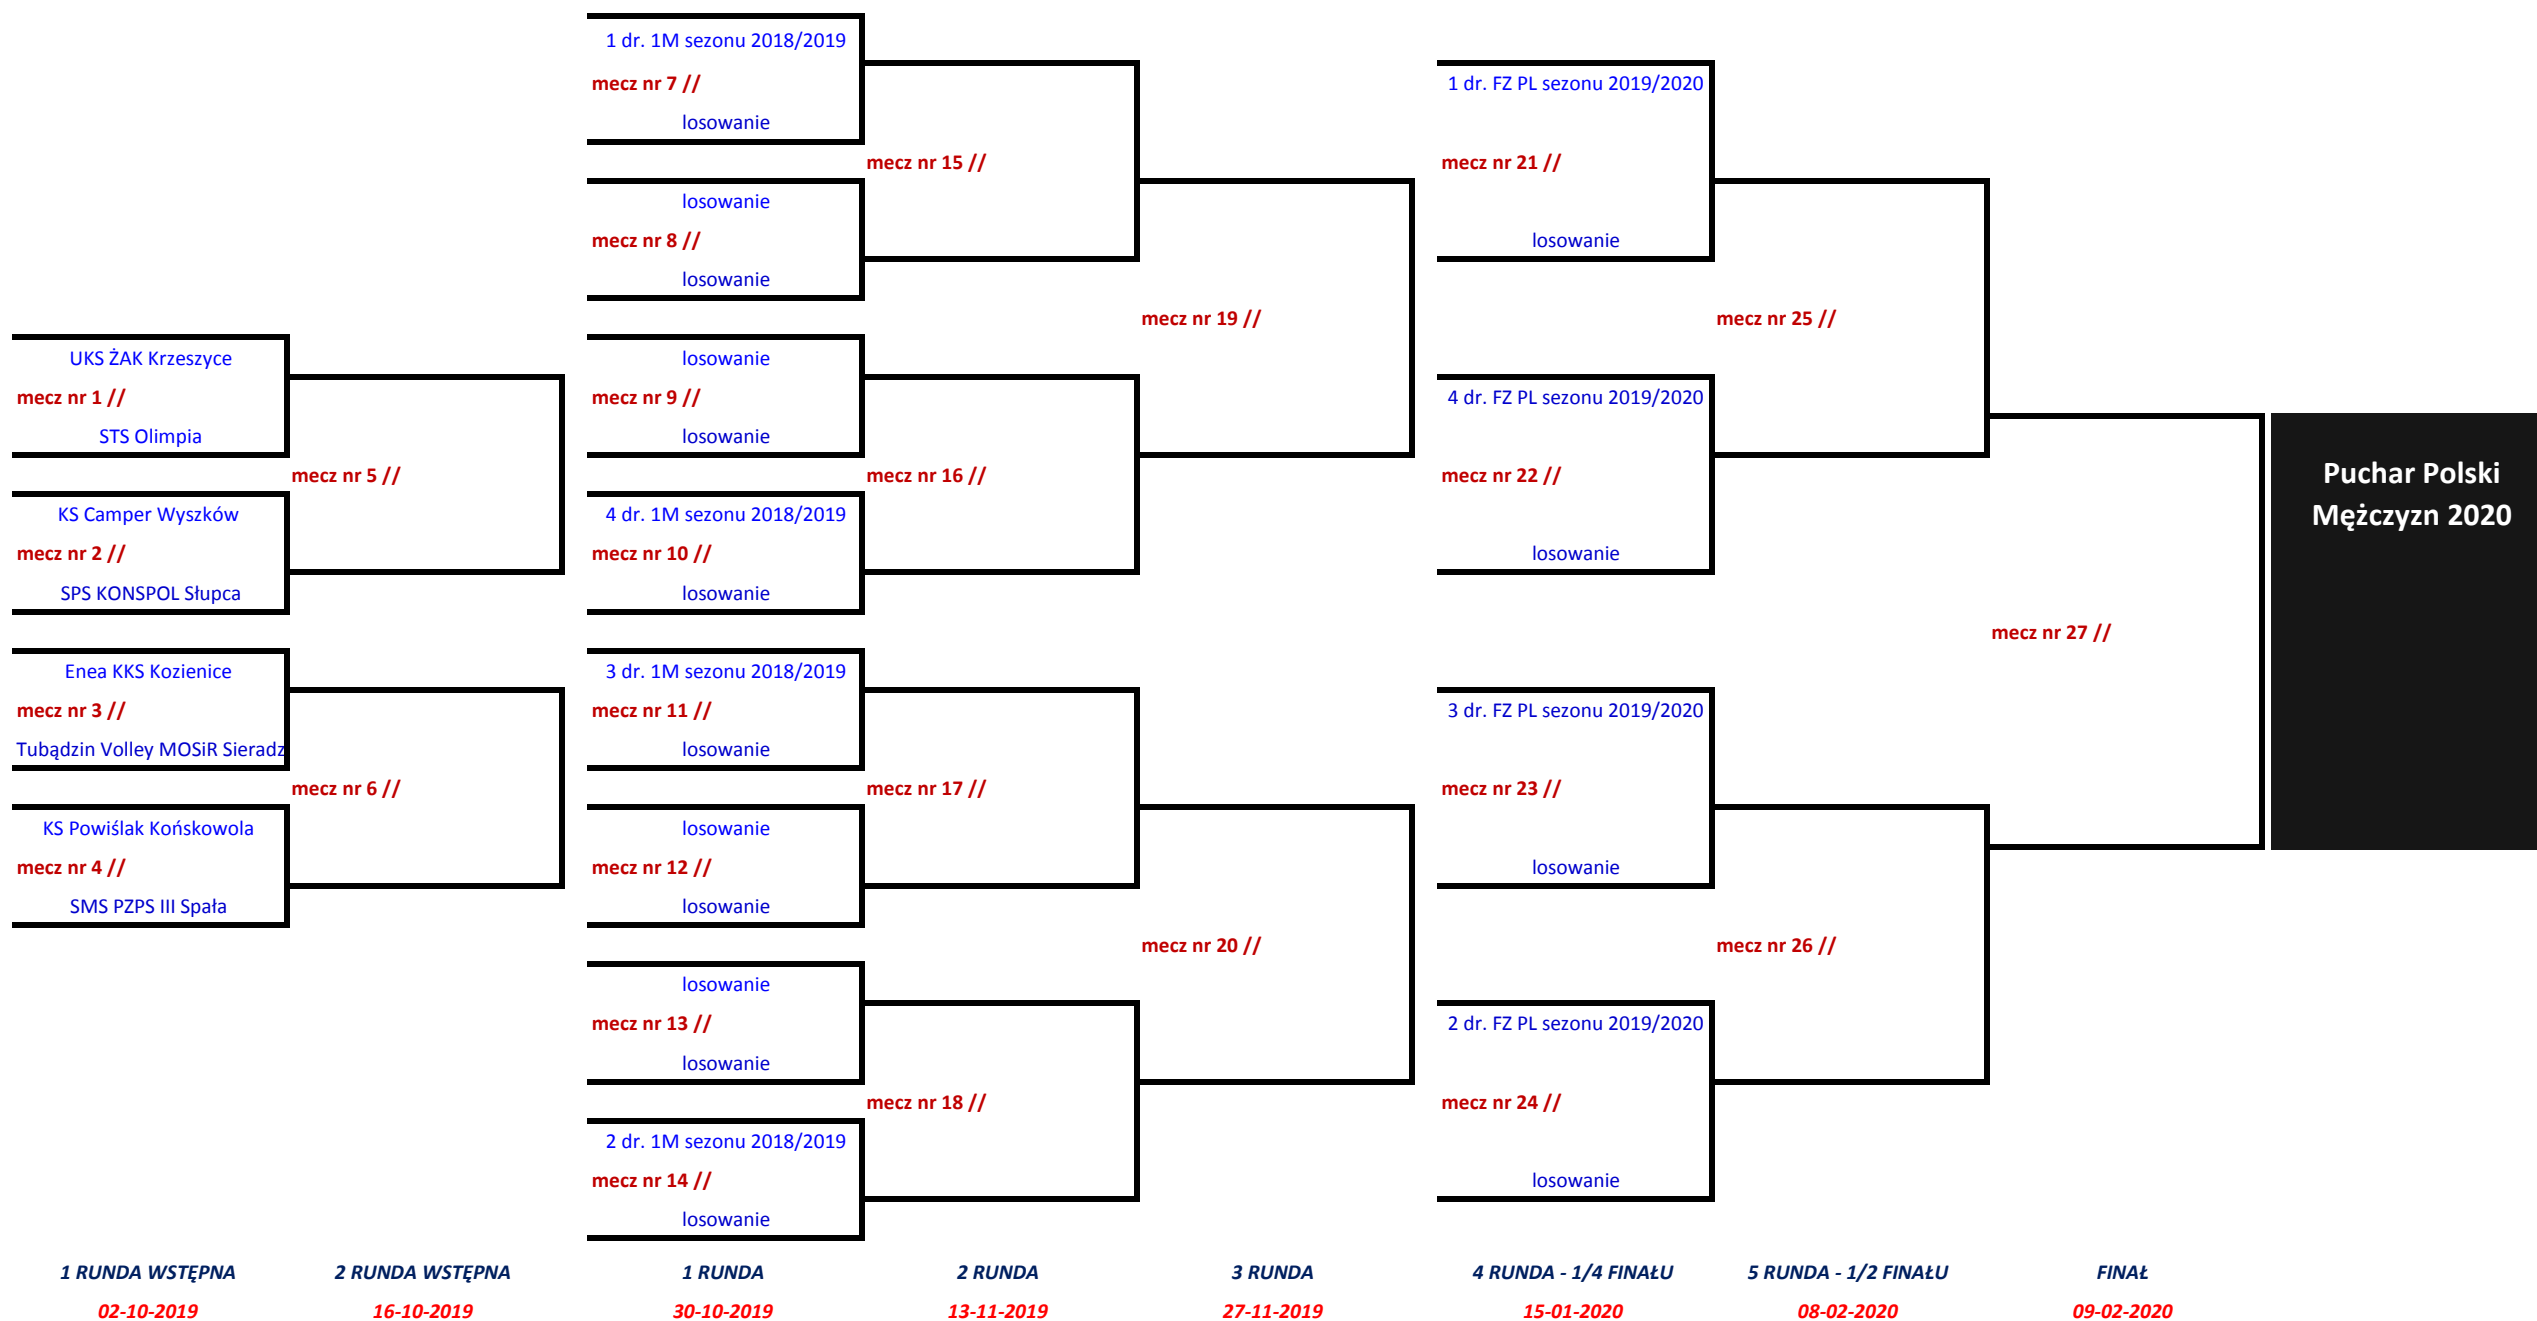 UKS ŻAK Krzeszyce
mecz nr 1 //
STS Olimpia
KS Camper Wyszków
mecz nr 2 //
SPS KONSPOL Słupca
Enea KKS Kozienice
mecz nr 3 //
Tubądzin Volley MOSiR Sieradz
KS Powiślak Końskowola
mecz nr 4 //
SMS PZPS III Spała
1 RUNDA WSTĘPNA
02-10-2019
mecz nr 5 //
mecz nr 6 //
2 RUNDA WSTĘPNA
16-10-2019
1 dr. 1M sezonu 2018/2019
mecz nr 7 //
losowanie
losowanie
mecz nr 8 //
losowanie
losowanie
mecz nr 9 //
losowanie
4 dr. 1M sezonu 2018/2019
mecz nr 10 //
losowanie
3 dr. 1M sezonu 2018/2019
mecz nr 11 //
losowanie
losowanie
mecz nr 12 //
losowanie
losowanie
mecz nr 13 //
losowanie
2 dr. 1M sezonu 2018/2019
mecz nr 14 //
losowanie
1 RUNDA
30-10-2019
mecz nr 15 //
mecz nr 16 //
mecz nr 17 //
mecz nr 18 //
2 RUNDA
13-11-2019
mecz nr 19 //
mecz nr 20 //
3 RUNDA
27-11-2019
1 dr. FZ PL sezonu 2019/2020
mecz nr 21 //
losowanie
4 dr. FZ PL sezonu 2019/2020
mecz nr 22 //
losowanie
3 dr. FZ PL sezonu 2019/2020
mecz nr 23 //
losowanie
2 dr. FZ PL sezonu 2019/2020
mecz nr 24 //
losowanie
4 RUNDA - 1/4 FINAŁU
15-01-2020
mecz nr 25 //
mecz nr 26 //
5 RUNDA - 1/2 FINAŁU
08-02-2020
mecz nr 27 //
FINAŁ
09-02-2020
Puchar Polski
Mężczyzn 2020